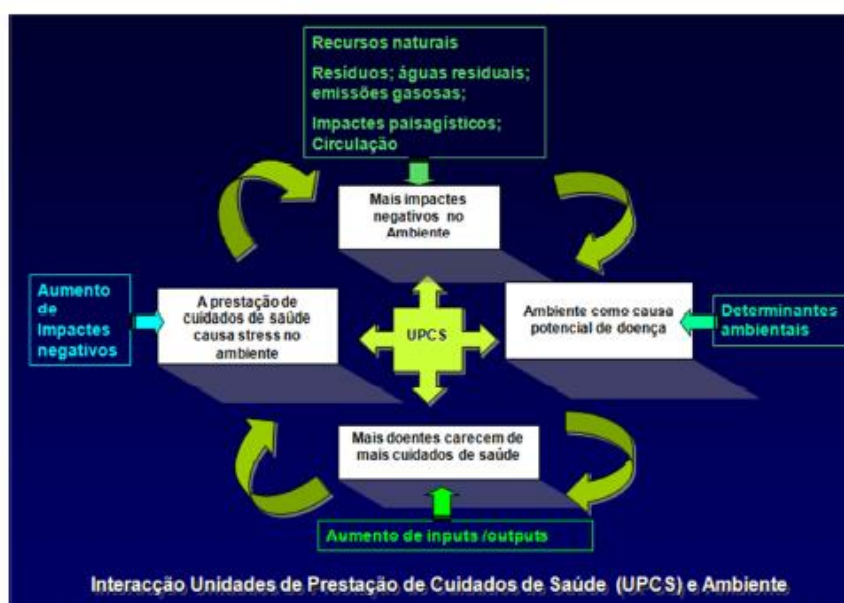 Recursos naturais
Resíduos; águas residuais;
emissões gasosas;
Impactes paisagísticos;
Circulação
Mais impactes
negativos no
Ambiente
Aumento
de
Impactes
negativos
A prestação de
cuidados de saúde
causa stress no
ambiente
UPCS
Ambiente como causa
potencial de doença
Determinantes
ambientais
Mais doentes carecem de
mais cuidados de saúde
Aumento de inputs /outputs
Interacção Unidades de Prestação de Cuidados de Saúde (UPCS) e Ambiente